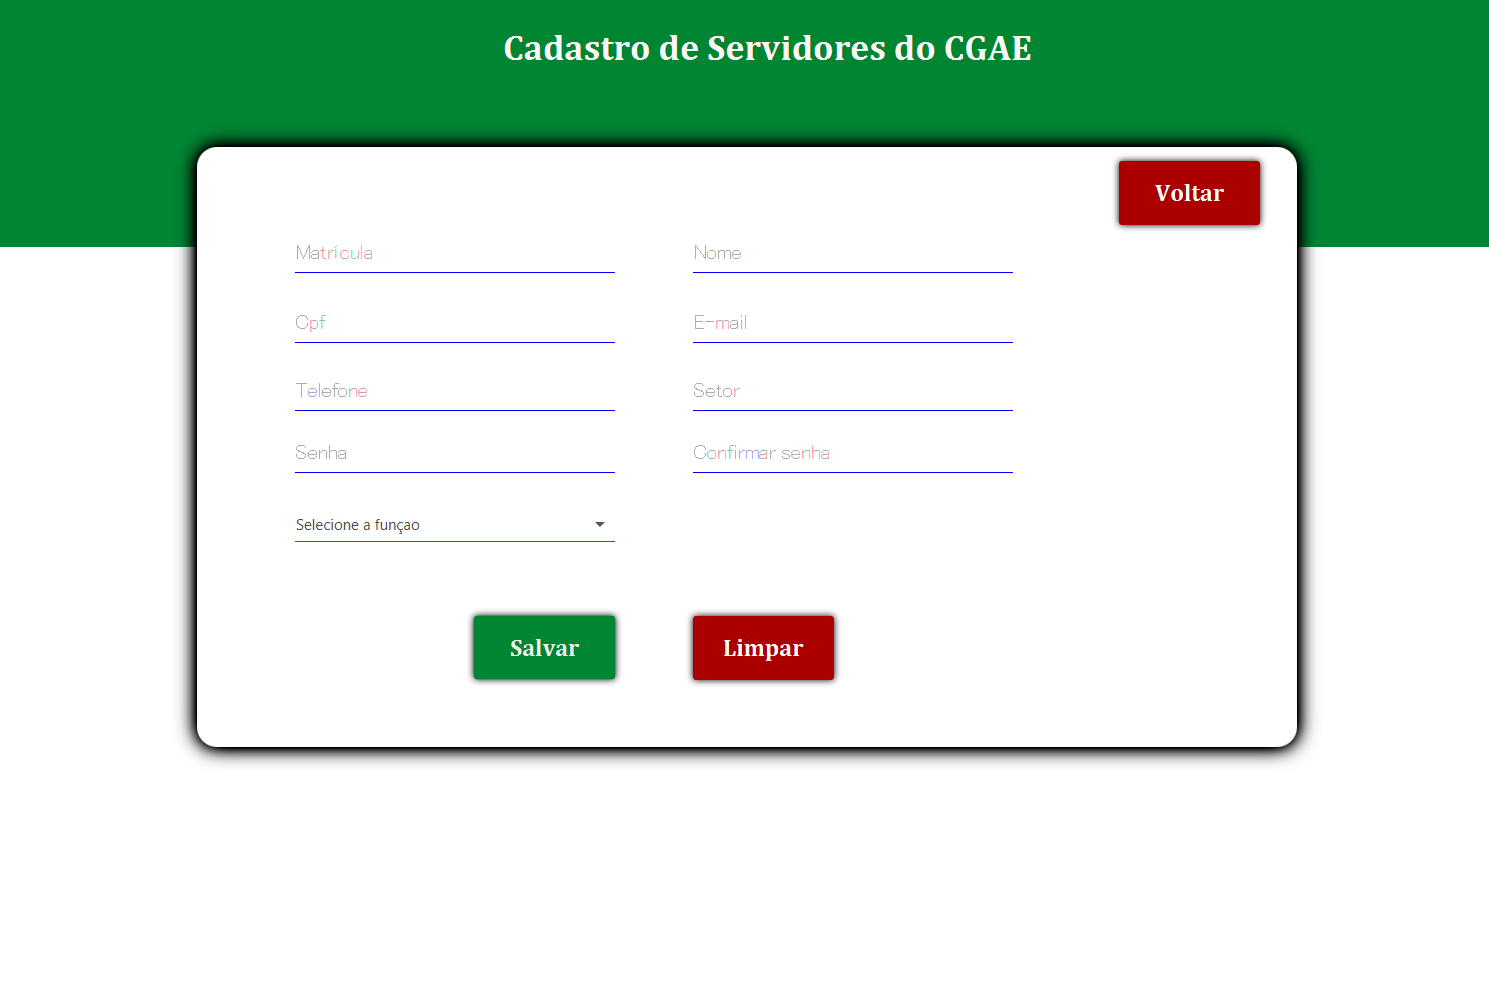 Cadastro de Servidores do CGAE
Voltar
Matrícula
Nome
Cpf
E-mail
Telefone
Setor
Senha
Confirmar senha
Selecione a funçao
Salvar
Limpar